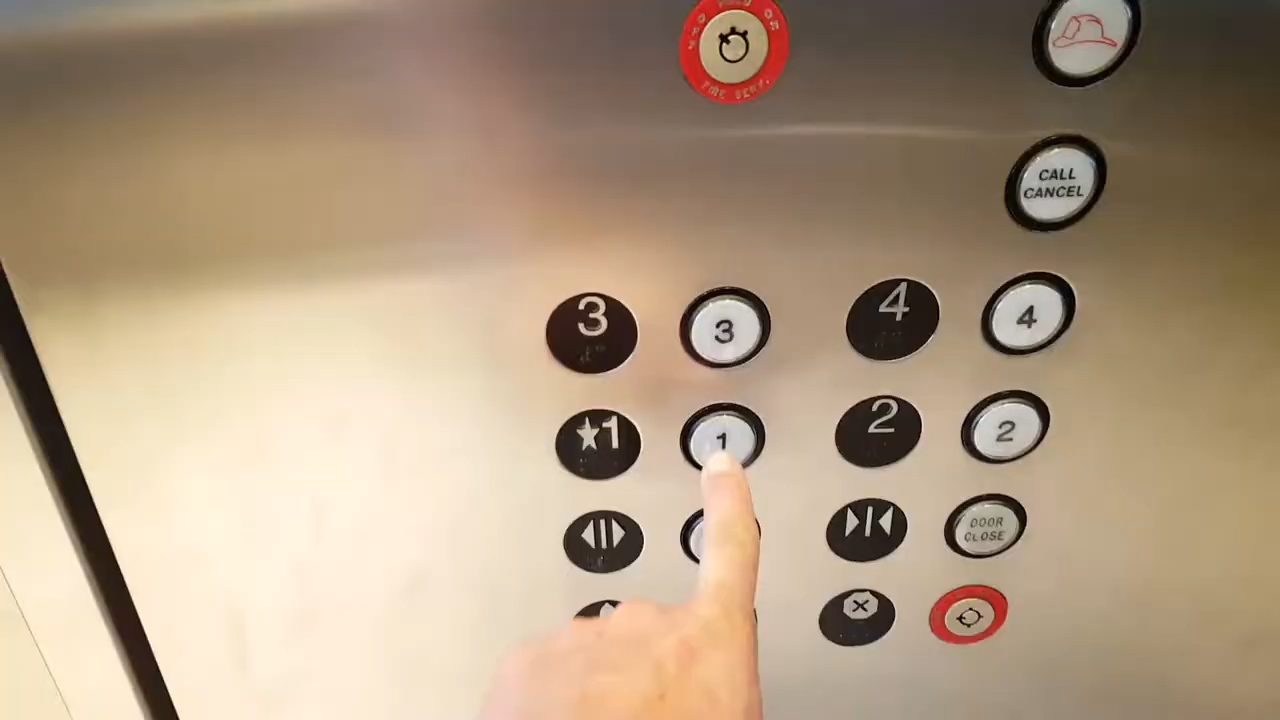 CALL
CANCEL
3 3 4 4
★1 1 2 2
DOOR
CLOSE